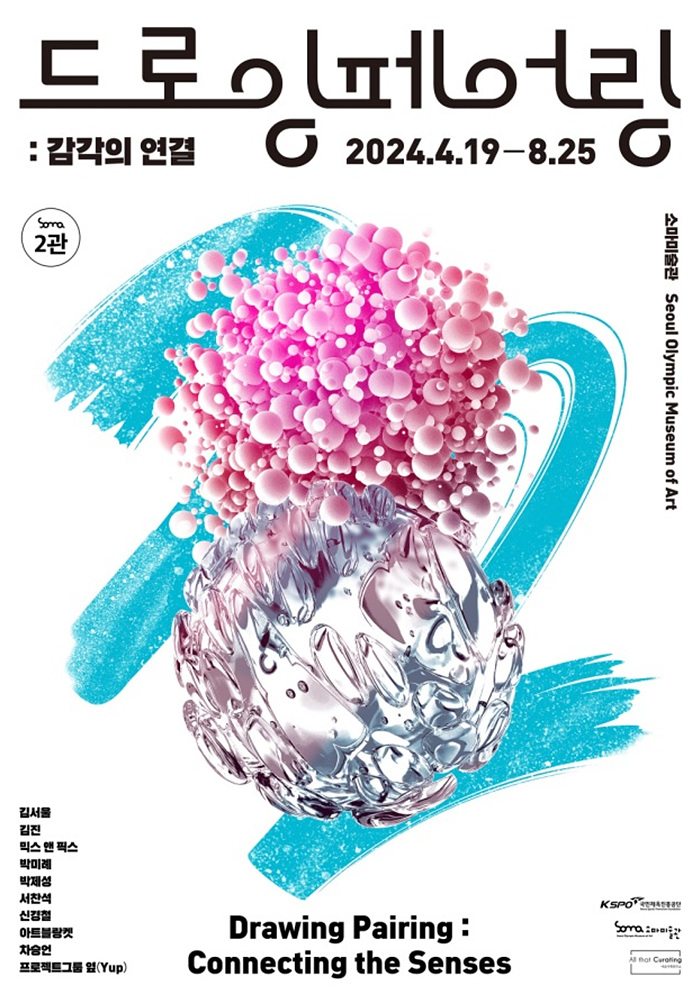 드로잉페어링
: 감각의 연결
2024.4.19–8.25
Soma
2관
소마미술관 Seoul Olympic Museum of Art
김서울
김진
믹스 앤 픽스
박미례
박제성
서찬석
신경철
아트블랑켓
차승언
프로젝트그룹 옆(Yup)
Drawing Pairing :
Connecting the Senses
KSPO 국민체육진흥공단
Soma 소마미술관
All that Curating